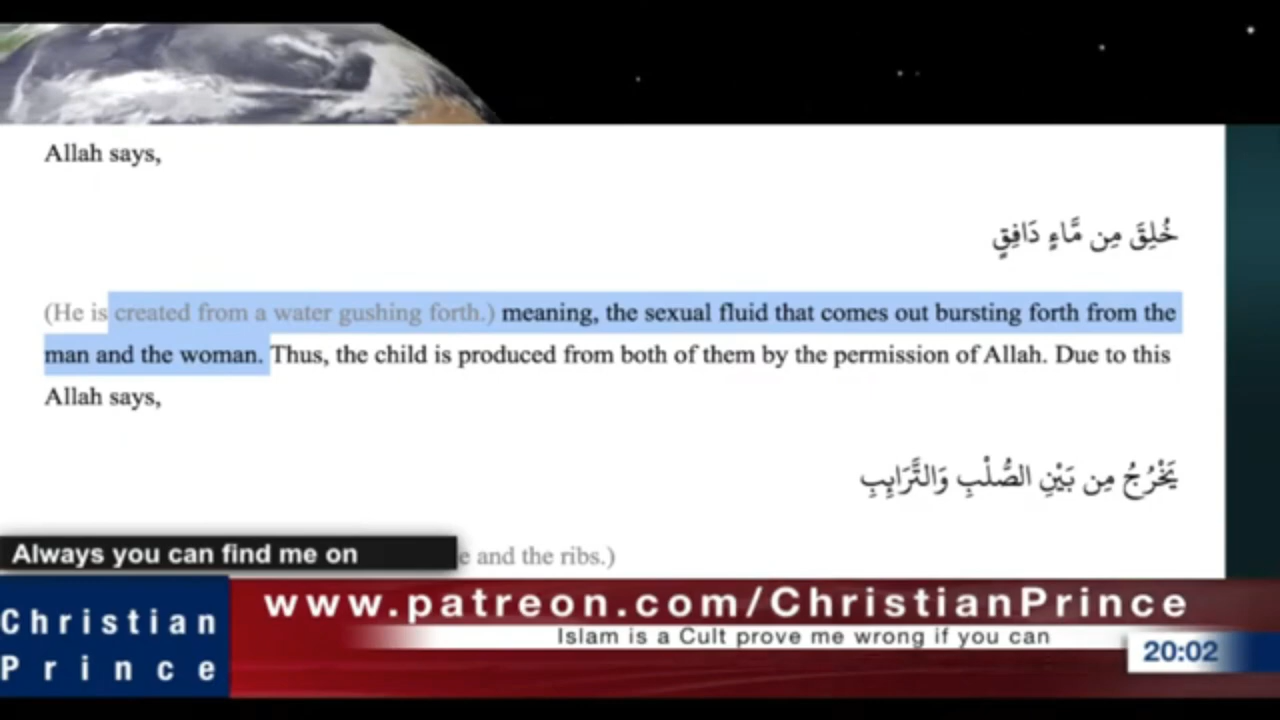 Allah says,
خُلِقَ مِن مَّاءٍ دَافِقٍ
(He is created from a water gushing forth.) meaning, the sexual fluid that comes out bursting forth from the
man and the woman. Thus, the child is produced from both of them by the permission of Allah. Due to this
Allah says,
يَخْرُجُ مِن بَيْنِ الصُّلْبِ وَالتَّرَايِبِ
e and the ribs.)
Always you can find me on
www.patreon.com/ChristianPrince
Christian
Prince
Islam is a Cult prove me wrong if you can
20:02